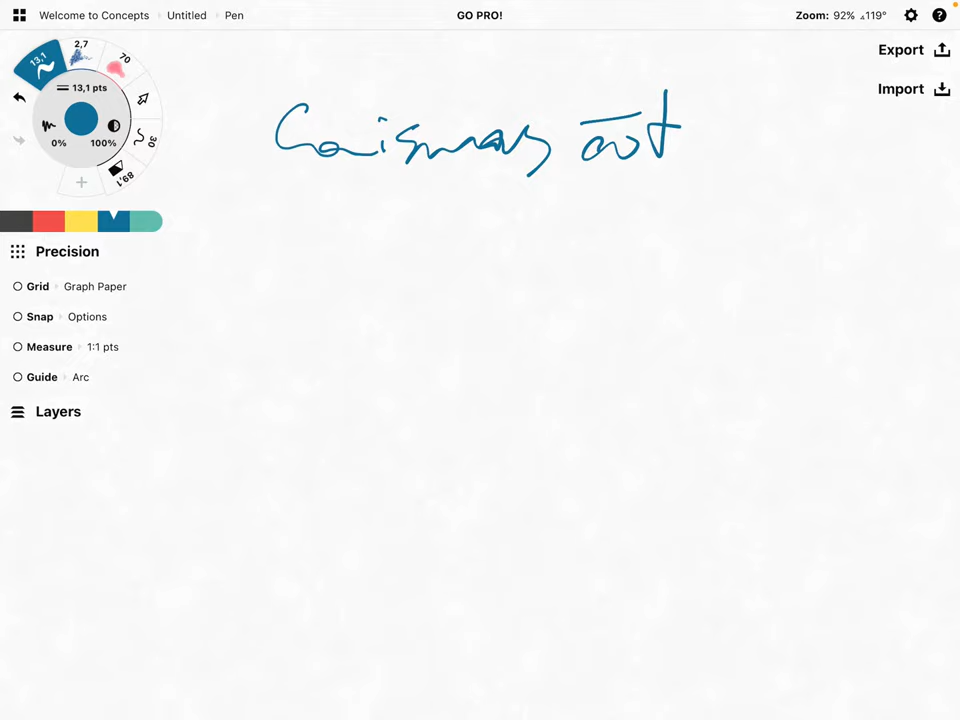 Welcome to Concepts Untitled Pen
GO PRO!
Zoom: 92% 119°
Export
Import
13,1
2,7
70
13,1 pts
0%
100%
30
89,1
Precision
Grid Graph Paper
Snap Options
Measure 1:1 pts
Guide Arc
Layers